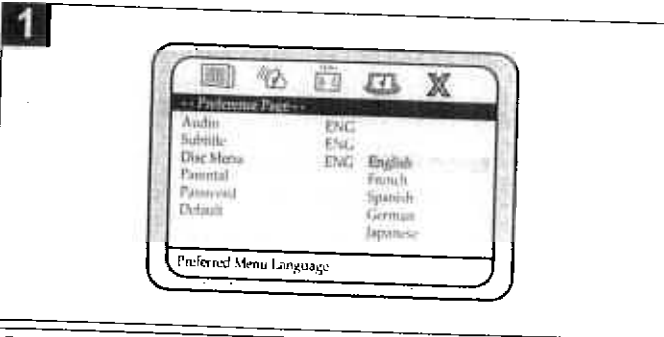 1
-- Preference Page --
Audio ENG
Subtitle ENG
Disc Menu ENG English
Parental French
Password Spanish
Default German
Japanese
Preferred Menu Language